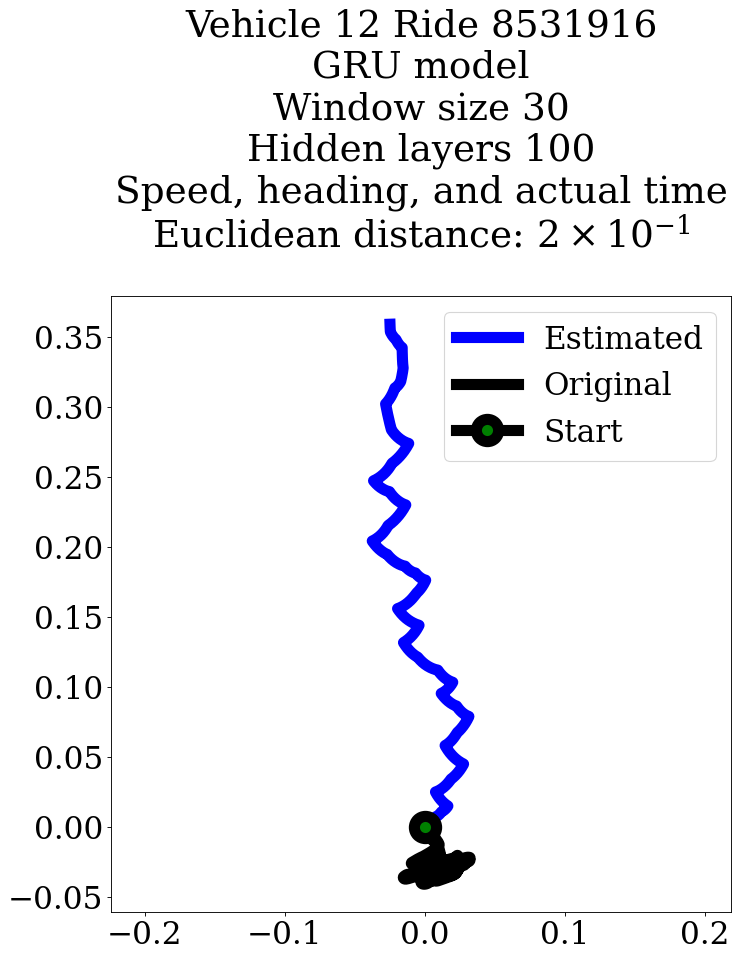 Vehicle 12 Ride 8531916
GRU model
Window size 30
Hidden layers 100
Speed, heading, and actual time
Euclidean distance: 2 × 10⁻¹
Estimated
Original
Start
0.35
0.30
0.25
0.20
0.15
0.10
0.05
0.00
−0.05
−0.2 −0.1 0.0 0.1 0.2